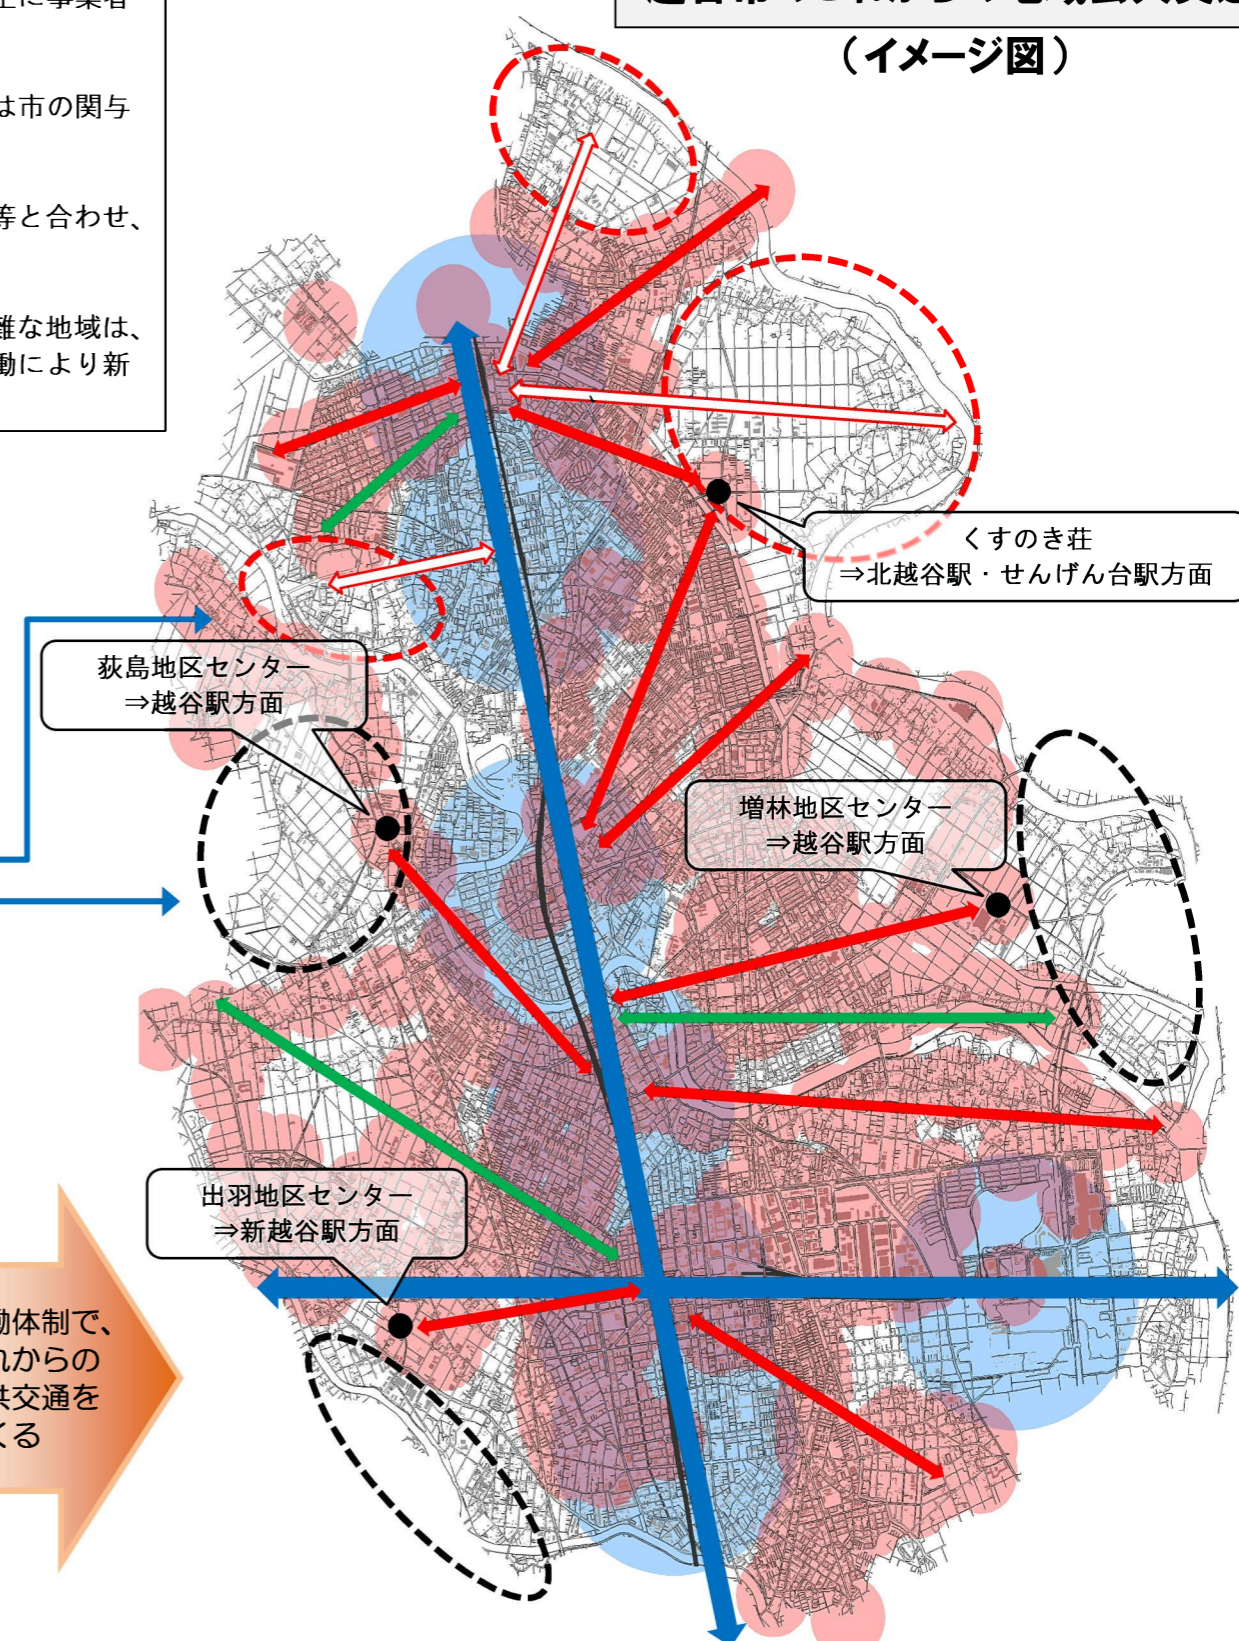 （イメージ図）
は市の関与
等と合わせ、
難な地域は、
働により新
くすのき荘
⇒北越谷駅・せんげん台駅方面
荻島地区センター
⇒越谷駅方面
増林地区センター
⇒越谷駅方面
出羽地区センター
⇒新越谷駅方面
働体制で、
れからの
共交通を
くる